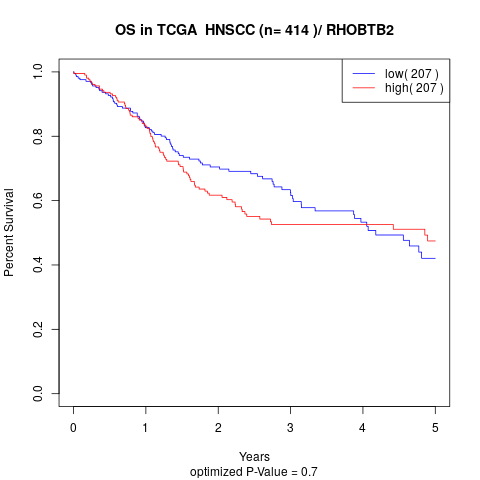 OS in TCGA  HNSCC (n= 414 )/ RHOBTB2
low( 207 )
high( 207 )
Percent Survival
1.0
0.8
0.6
0.4
0.2
0.0
0 1 2 3 4 5
Years
optimized P-Value = 0.7